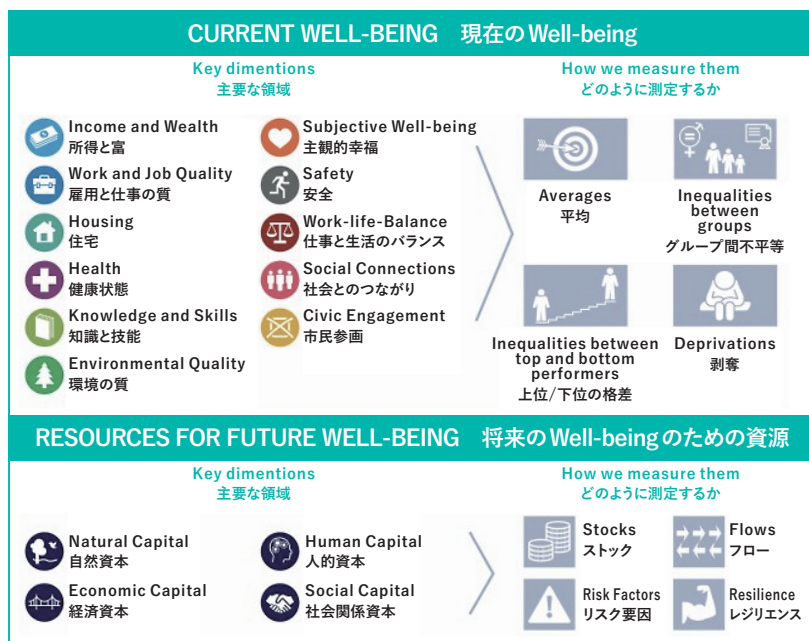 CURRENT WELL-BEING 現在のWell-being
Key dimentions
主要な領域
Income and Wealth
所得と富
Work and Job Quality
雇用と仕事の質
Housing
住宅
Health
健康状態
Knowledge and Skills
知識と技能
Environmental Quality
環境の質
Subjective Well-being
主観的幸福
Safety
安全
Work-life-Balance
仕事と生活のバランス
Social Connections
社会とのつながり
Civic Engagement
市民参画
How we measure them
どのように測定するか
Averages
平均
Inequalities
between
groups
グループ間不平等
Inequalities between
top and bottom
performers
上位/下位の格差
Deprivations
剥奪
RESOURCES FOR FUTURE WELL-BEING 将来のWell-beingのための資源
Key dimentions
主要な領域
Natural Capital
自然資本
Economic Capital
経済資本
Human Capital
人的資本
Social Capital
社会関係資本
How we measure them
どのように測定するか
Stocks
ストック
Flows
フロー
Risk Factors
リスク要因
Resilience
レジリエンス